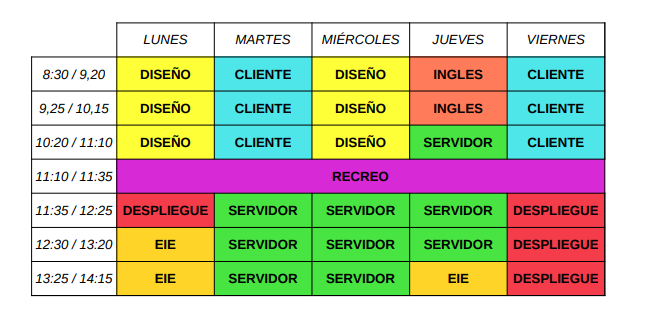 LUNES MARTES MIÉRCOLES JUEVES VIERNES
8:30 / 9,20 DISEÑO CLIENTE DISEÑO INGLES CLIENTE
9,25 / 10,15 DISEÑO CLIENTE DISEÑO INGLES CLIENTE
10:20 / 11:10 DISEÑO CLIENTE DISEÑO SERVIDOR CLIENTE
11:10 / 11:35 RECREO
11:35 / 12:25 DESPLIEGUE SERVIDOR SERVIDOR SERVIDOR DESPLIEGUE
12:30 / 13:20 EIE SERVIDOR SERVIDOR SERVIDOR DESPLIEGUE
13:25 / 14:15 EIE SERVIDOR SERVIDOR EIE DESPLIEGUE